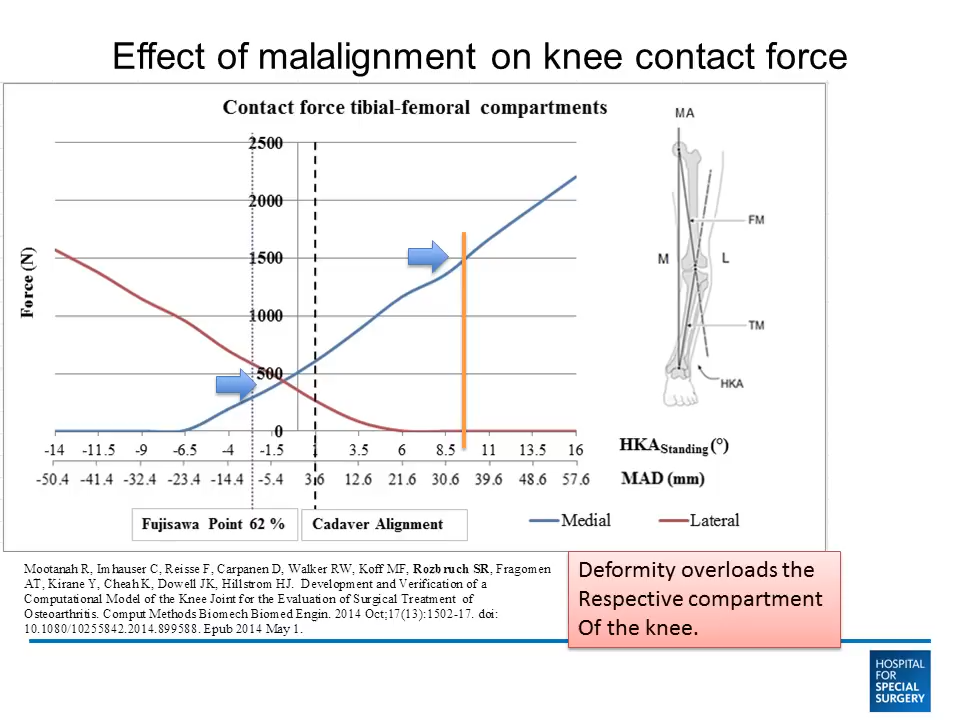 Effect of malalignment on knee contact force
Contact force tibial-femoral compartments
Force (N)
2500
2000
1500
1000
500
0
-14 -11.5 -9 -6.5 -4 -1.5 1 3.5 6 8.5 11 13.5 16
HKAStanding (°)
-50.4 -41.4 -32.4 -23.4 -14.4 -5.4 3.6 12.6 21.6 30.6 39.6 48.6 57.6
MAD (mm)
Fujisawa Point 62 %
Cadaver Alignment
Medial
Lateral
MA
FM
M
L
TM
HKA
Mootanah R, Imhauser C, Reisse F, Carpanen D, Walker RW, Koff MF, Rozbruch SR, Fragomen
AT, Kirane Y, Cheah K, Dowell JK, Hillstrom HJ. Development and Verification of a
Computational Model of the Knee Joint for the Evaluation of Surgical Treatment of
Osteoarthritis. Comput Methods Biomech Biomed Engin. 2014 Oct;17(13):1502-17. doi:
10.1080/10255842.2014.899588. Epub 2014 May 1.
Deformity overloads the
Respective compartment
Of the knee.
HOSPITAL
FOR
SPECIAL
SURGERY